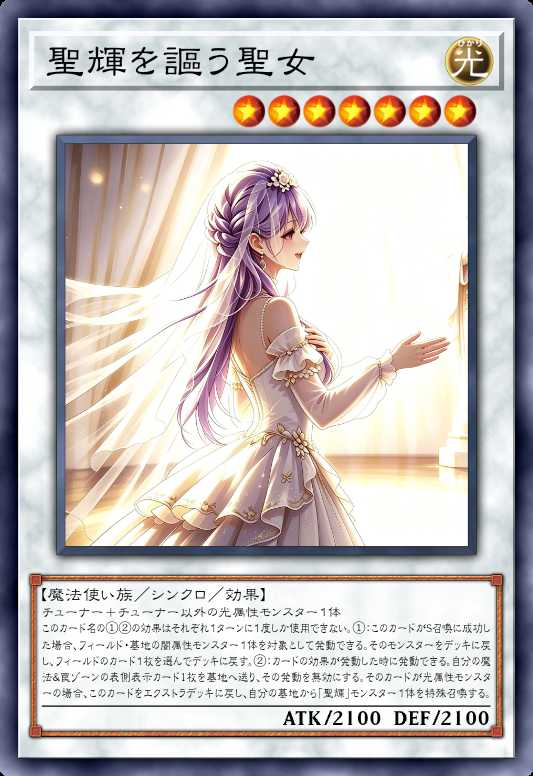 聖輝を謳う聖女
ひかり
光
【魔法使い族／シンクロ／効果】
チューナー＋チューナー以外の光属性モンスター１体
このカード名の①②の効果はそれぞれ1ターンに1度しか使用できない。①：このカードがS召喚に成功し
た場合、フィールド・墓地の闇属性モンスター1体を対象として発動できる。そのモンスターをデッキに戻
し、フィールドのカード1枚を選んでデッキに戻す。②：カードの効果が発動した時に発動できる。自分の魔
法&罠ゾーンの表側表示カード1枚を墓地へ送り、その発動を無効にする。そのカードが光属性モンスタ
ーの場合、このカードをエクストラデッキに戻し、自分の墓地から「聖輝」モンスター1体を特殊召喚する。
ATK/2100 DEF/2100